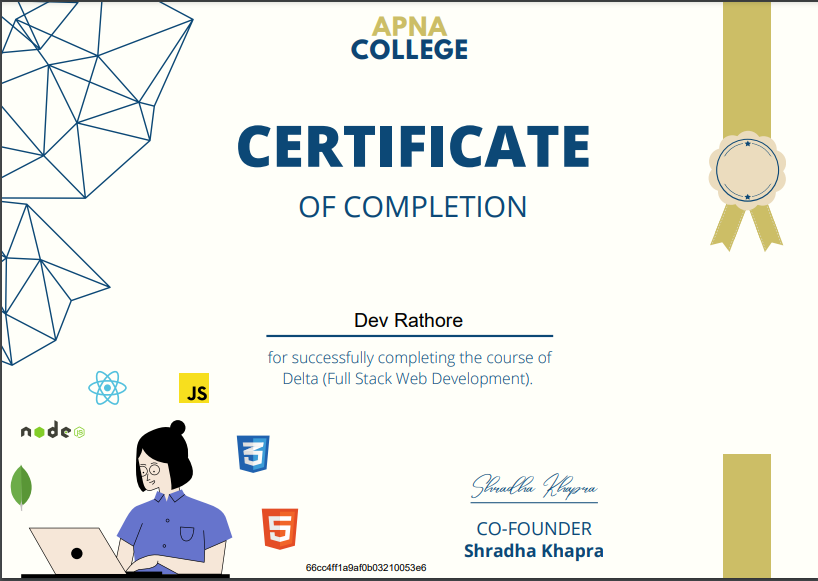 APNA
COLLEGE
CERTIFICATE
OF COMPLETION
Dev Rathore
for successfully completing the course of
Delta (Full Stack Web Development).
JS
node
JS
3
5
Shradha Khapra
CO-FOUNDER
Shradha Khapra
66cc4ff1a9af0b03210053e6